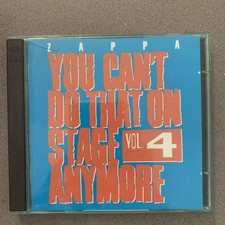 ZAPPA
YOU CAN'T
DO THAT ON
STAGE VOL. 4
ANYMORE